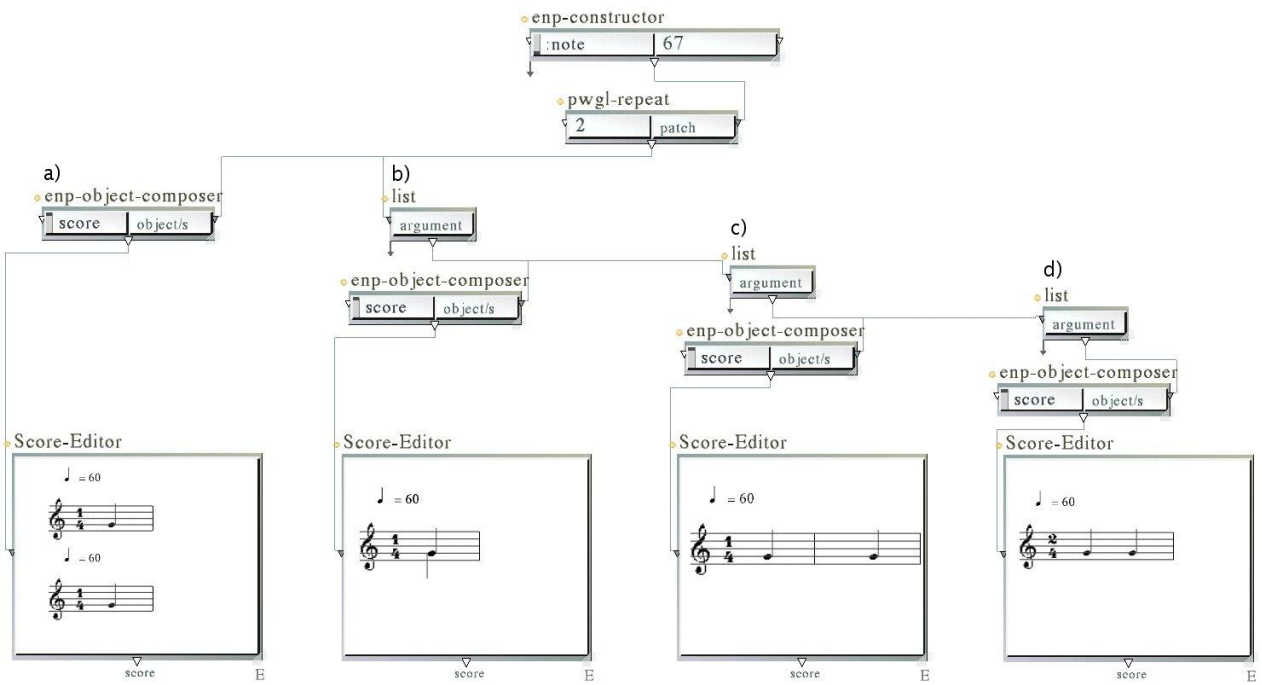 enp-constructor
:note 67
pwgl-repeat
2 patch
a)
enp-object-composer
score object/s
b)
list
argument
enp-object-composer
score object/s
c)
list
argument
enp-object-composer
score object/s
d)
list
argument
enp-object-composer
score object/s
Score-Editor
= 60
1
4
= 60
1
4
score E
Score-Editor
= 60
1
4
score E
Score-Editor
= 60
1
4
score E
Score-Editor
= 60
2
4
score E